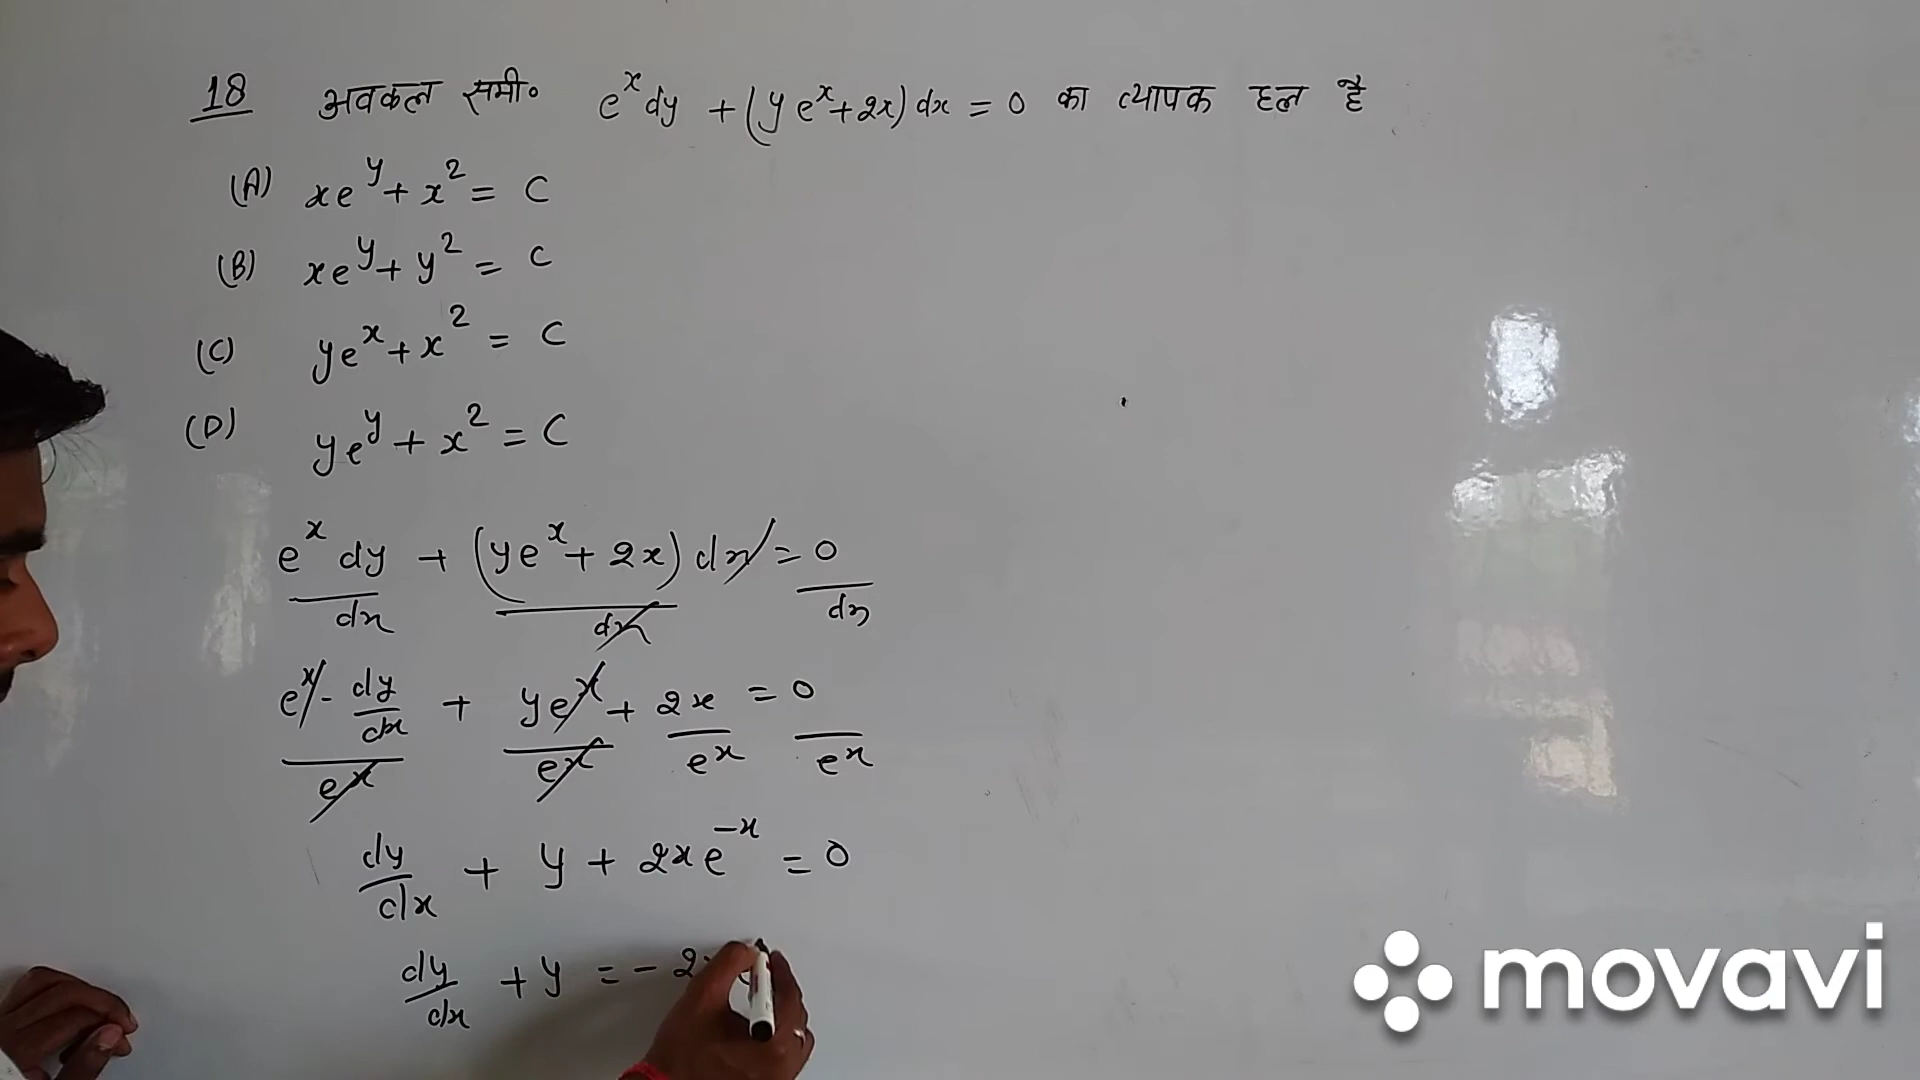 18 अवकल समी० e^x dy + (y e^x + 2x) dx = 0 का व्यापक हल है
(A) xe^y + x^2 = C
(B) xe^y + y^2 = C
(C) ye^x + x^2 = C
(D) ye^y + x^2 = C
e^x dy/dx + (ye^x + 2x) dx/dx = 0/dx
e^x - dy/dx / e^x + ye^x/e^x + 2x/e^x = 0/e^x
dy/dx + y + 2x e^-x = 0
dy/dx + y = - 2
movavi